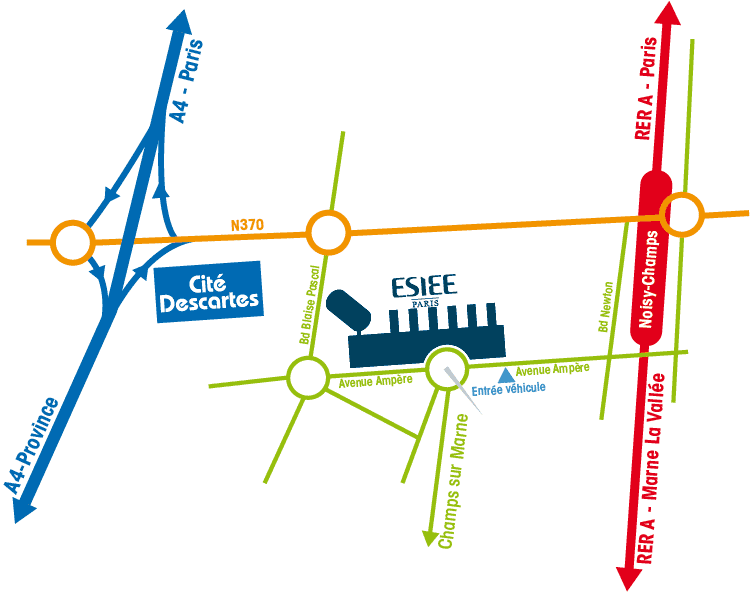 A4 - Paris
RER A - Paris
N370
Cité
Descartes
Bd Blaise Pascal
ESIEE
PARIS
Bd Newton
Noisy-Champs
Avenue Ampère
Avenue Ampère
Entrée véhicule
A4-Province
Champs sur Marne
RER A - Marne La Vallée